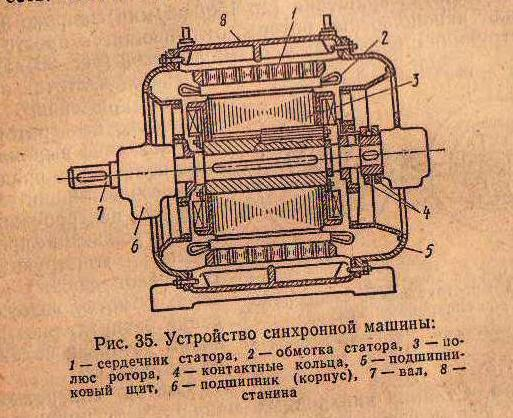 8
1
2
3
7
6
4
5
Рис. 35. Устройство синхронной машины:
1 — сердечник статора, 2 — обмотка статора, 3 — по-
люс ротора, 4 — контактные кольца, 5 — подшипни-
ковый щит, 6 — подшипник (корпус), 7 — вал, 8 —
станина